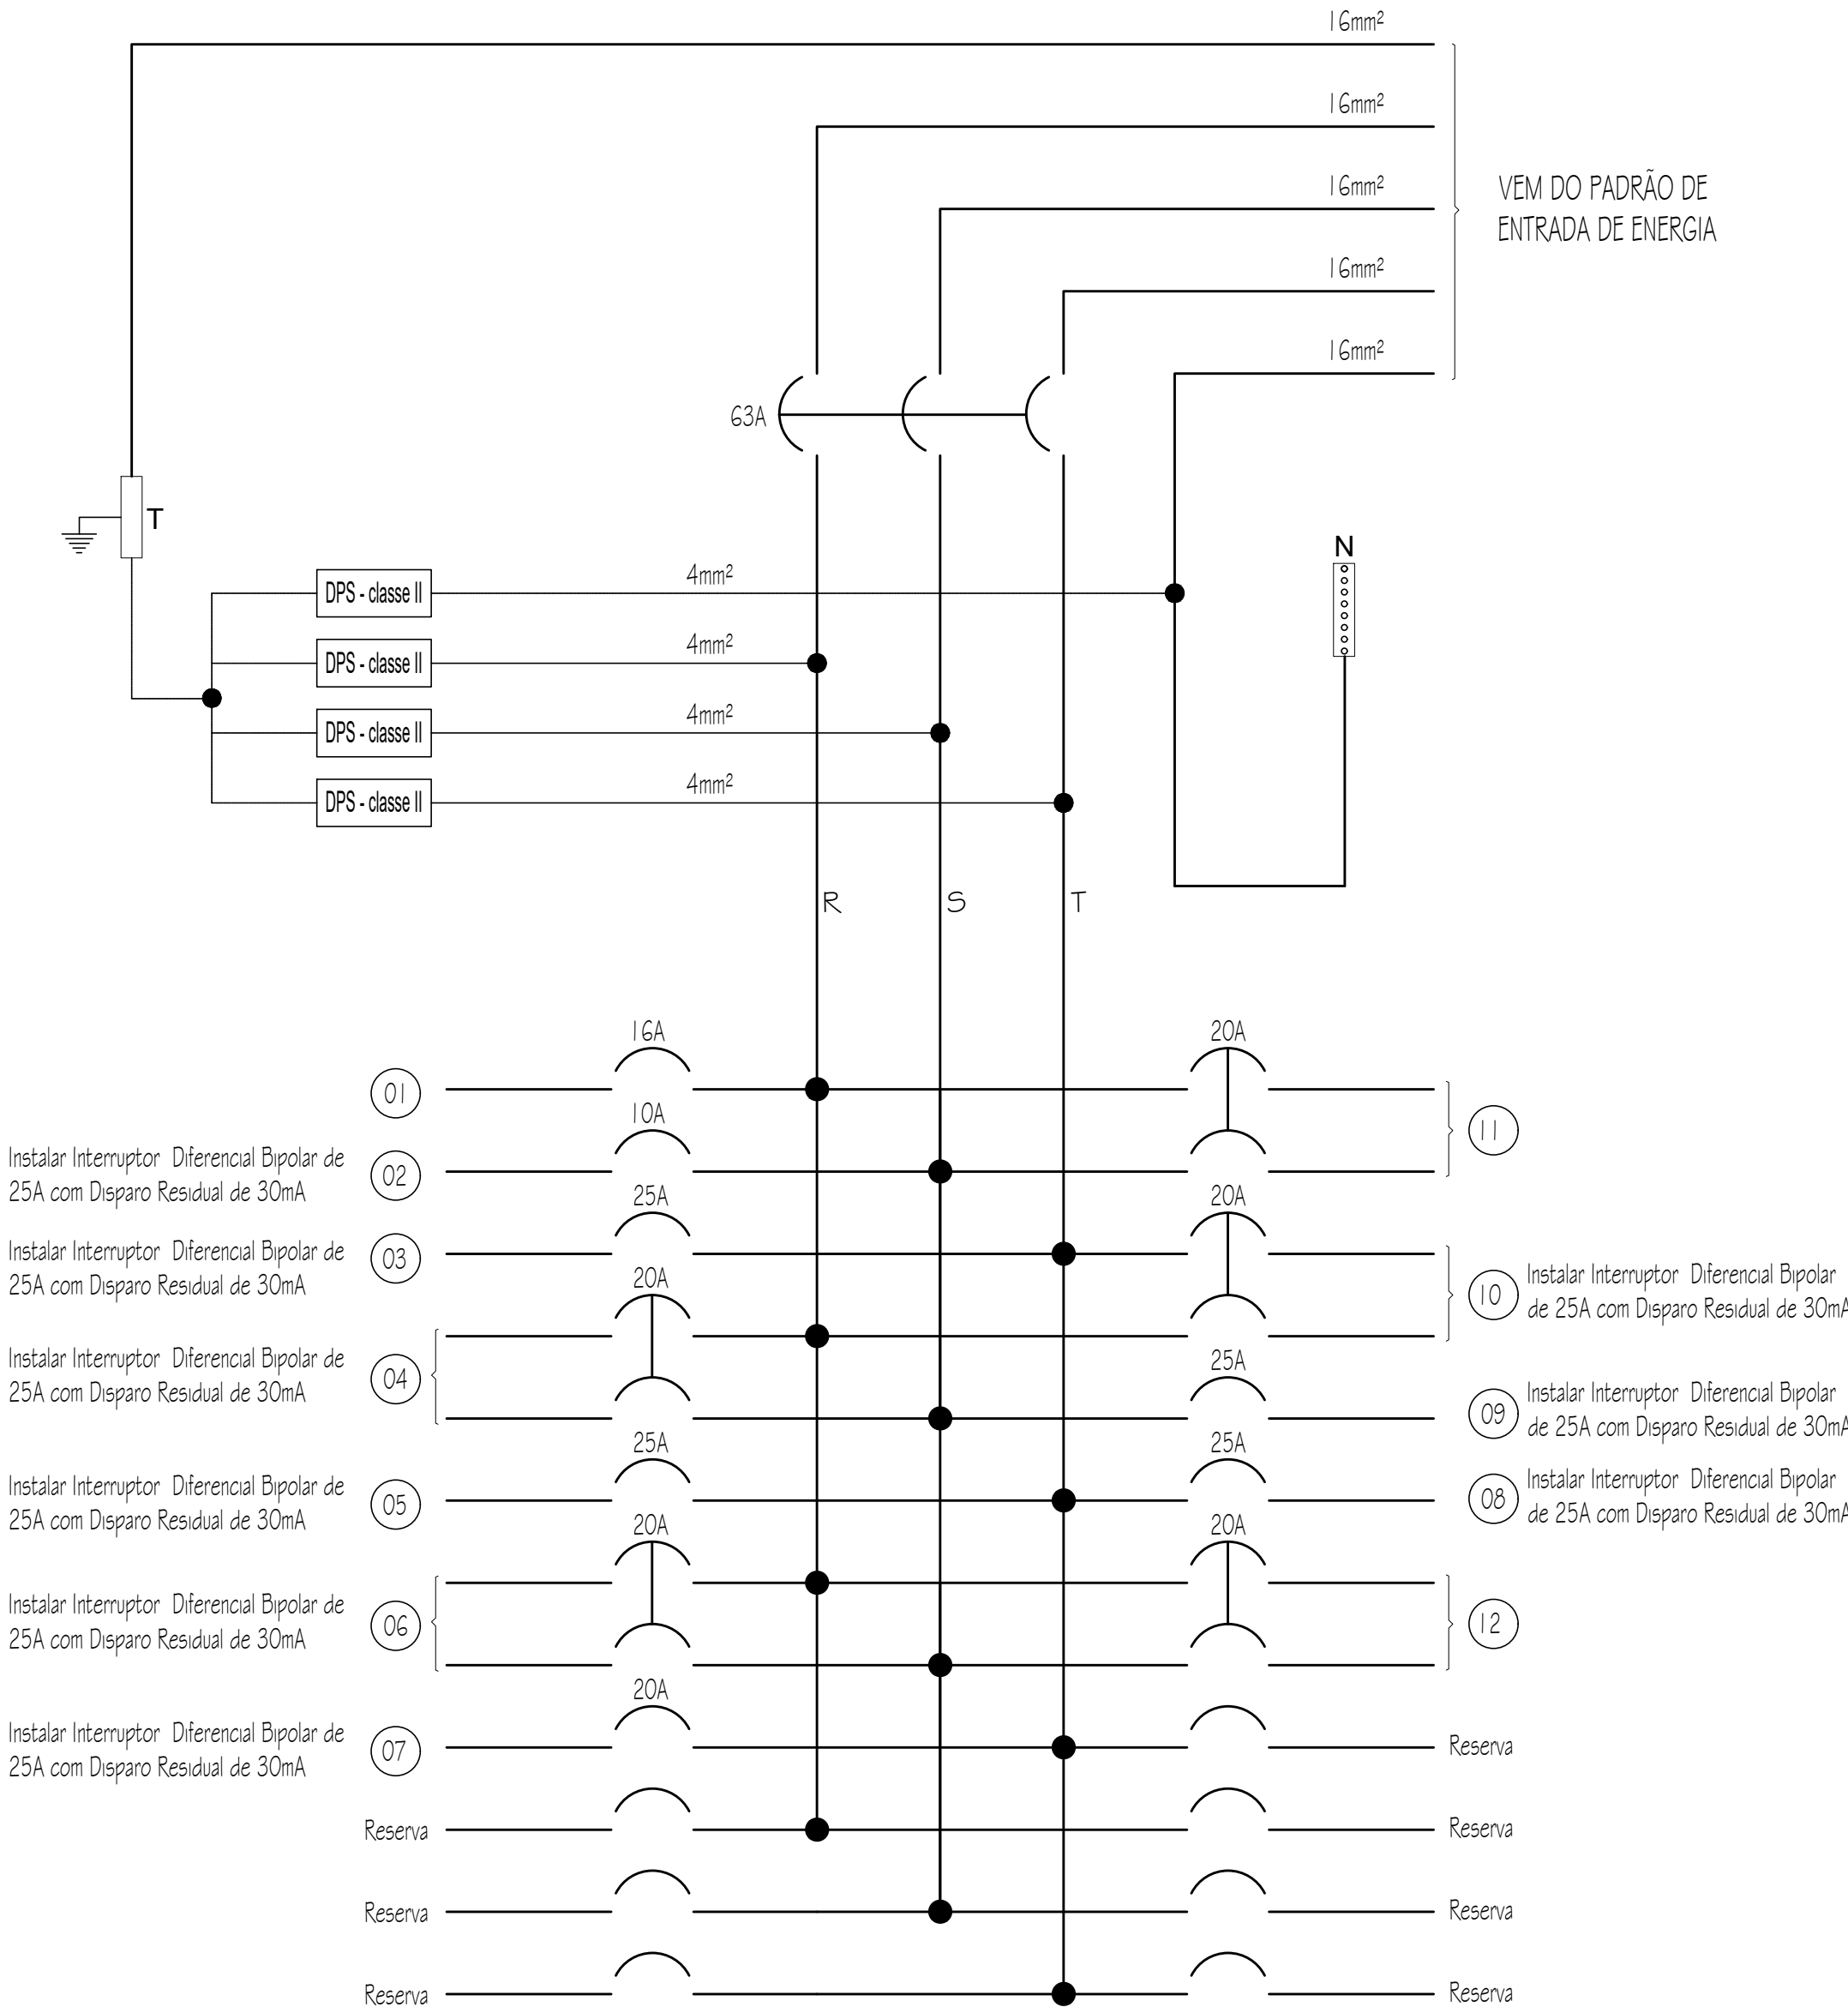 16mm²
16mm²
16mm²
VEM DO PADRÃO DE
ENTRADA DE ENERGIA
16mm²
16mm²
63A
T
N
DPS - classe II
4mm²
DPS - classe II
4mm²
DPS - classe II
4mm²
DPS - classe II
4mm²
R
S
T
16A
20A
01
10A
11
Instalar Interruptor Diferencial Bipolar de
25A com Disparo Residual de 30mA
02
25A
20A
Instalar Interruptor Diferencial Bipolar de
25A com Disparo Residual de 30mA
03
20A
10
Instalar Interruptor Diferencial Bipolar
de 25A com Disparo Residual de 30mA
Instalar Interruptor Diferencial Bipolar de
25A com Disparo Residual de 30mA
04
25A
09
Instalar Interruptor Diferencial Bipolar
de 25A com Disparo Residual de 30mA
25A
25A
Instalar Interruptor Diferencial Bipolar de
25A com Disparo Residual de 30mA
05
08
Instalar Interruptor Diferencial Bipolar
de 25A com Disparo Residual de 30mA
20A
20A
Instalar Interruptor Diferencial Bipolar de
25A com Disparo Residual de 30mA
06
12
20A
Instalar Interruptor Diferencial Bipolar de
25A com Disparo Residual de 30mA
07
Reserva
Reserva
Reserva
Reserva
Reserva
Reserva
Reserva